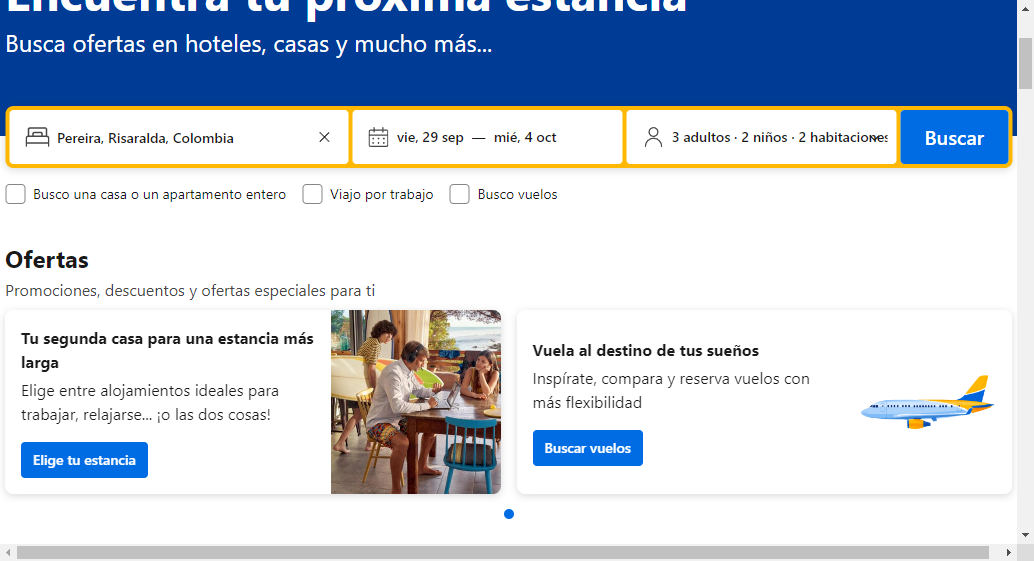 Encuentra tu próxima estancia
Busca ofertas en hoteles, casas y mucho más...
Pereira, Risaralda, Colombia
vie, 29 sep — mié, 4 oct
3 adultos · 2 niños · 2 habitaciones
Buscar
Busco una casa o un apartamento entero
Viajo por trabajo
Busco vuelos
Ofertas
Promociones, descuentos y ofertas especiales para ti
Tu segunda casa para una estancia más
larga
Elige entre alojamientos ideales para
trabajar, relajarse... ¡o las dos cosas!
Elige tu estancia
Vuela al destino de tus sueños
Inspírate, compara y reserva vuelos con
más flexibilidad
Buscar vuelos